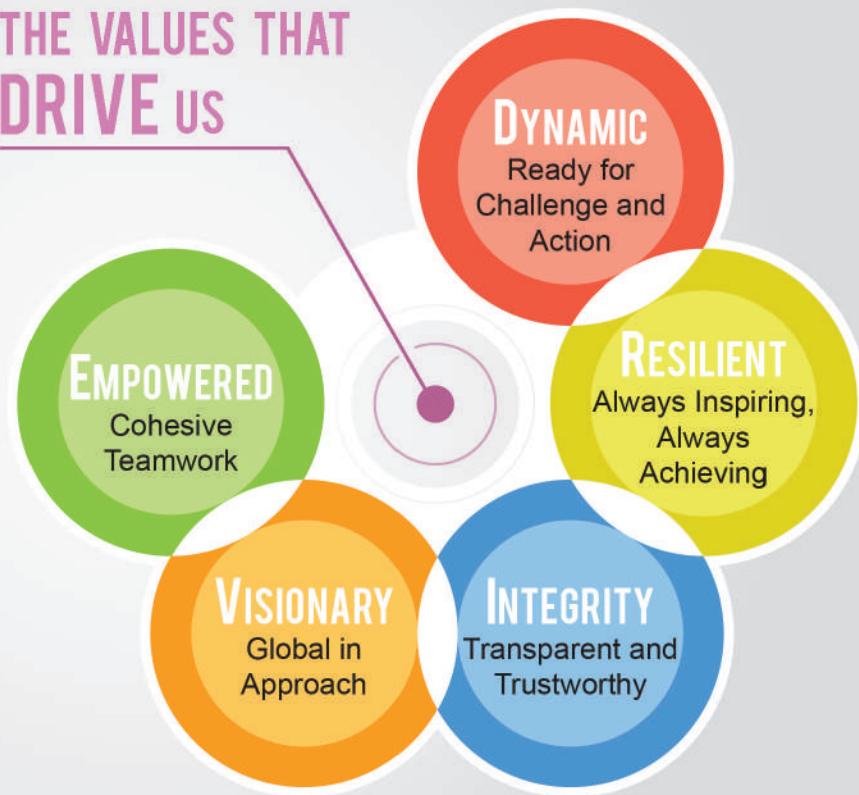 THE VALUES THAT
DRIVE US
DYNAMIC
Ready for
Challenge and
Action
RESILIENT
Always Inspiring,
Always
Achieving
INTEGRITY
Transparent and
Trustworthy
VISIONARY
Global in
Approach
EMPOWERED
Cohesive
Teamwork